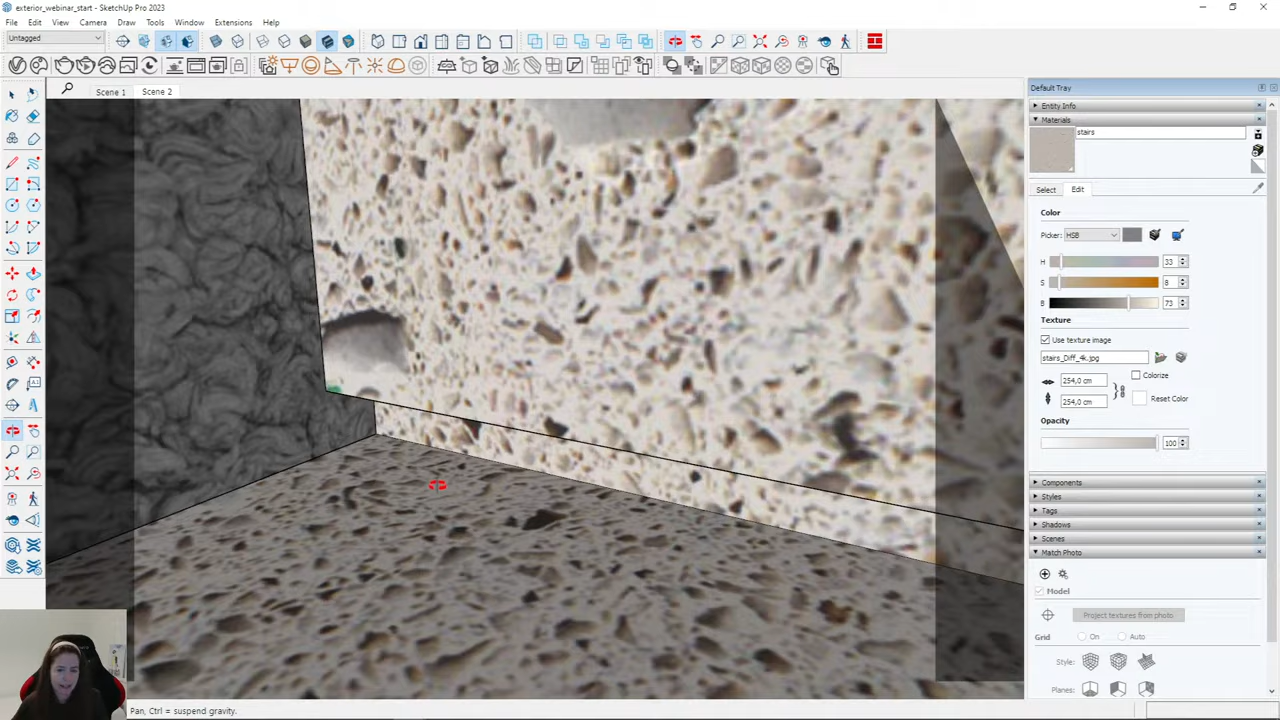 exterior_webinar_start - SketchUp Pro 2023
File Edit View Camera Draw Tools Window Extensions Help
Untagged
Scene 1 Scene 2
Default Tray
Entity Info
Materials
stairs
Select Edit
Color
Picker: HSB
H 33
S 8
B 73
Texture
Use texture image
stairs_Diff_4k.jpg
254,0 cm Colorize
254,0 cm Reset Color
Opacity
100
Components
Styles
Tags
Shadows
Scenes
Match Photo
Model
Project textures from photo
Grid On Auto
Style:
Planes:
Pan, Ctrl = suspend gravity.